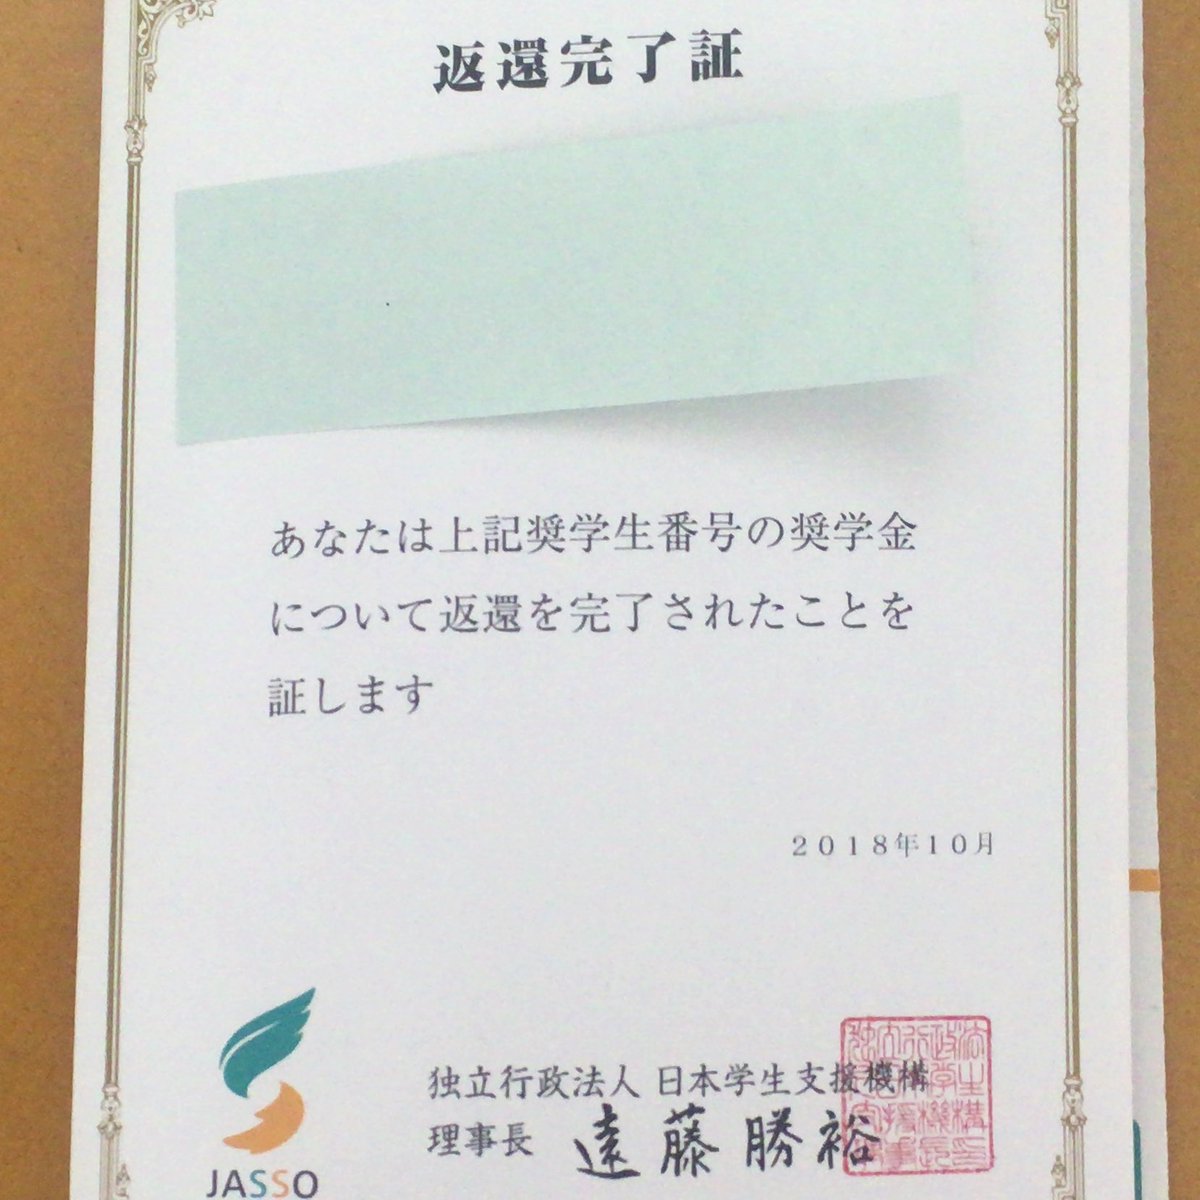 返還完了証
あなたは上記奨学生番号の奨学金
について返還を完了されたことを
証します
２０１８年１０月
独立行政法人 日本学生支援機構
理事長 遠藤勝裕
JASSO